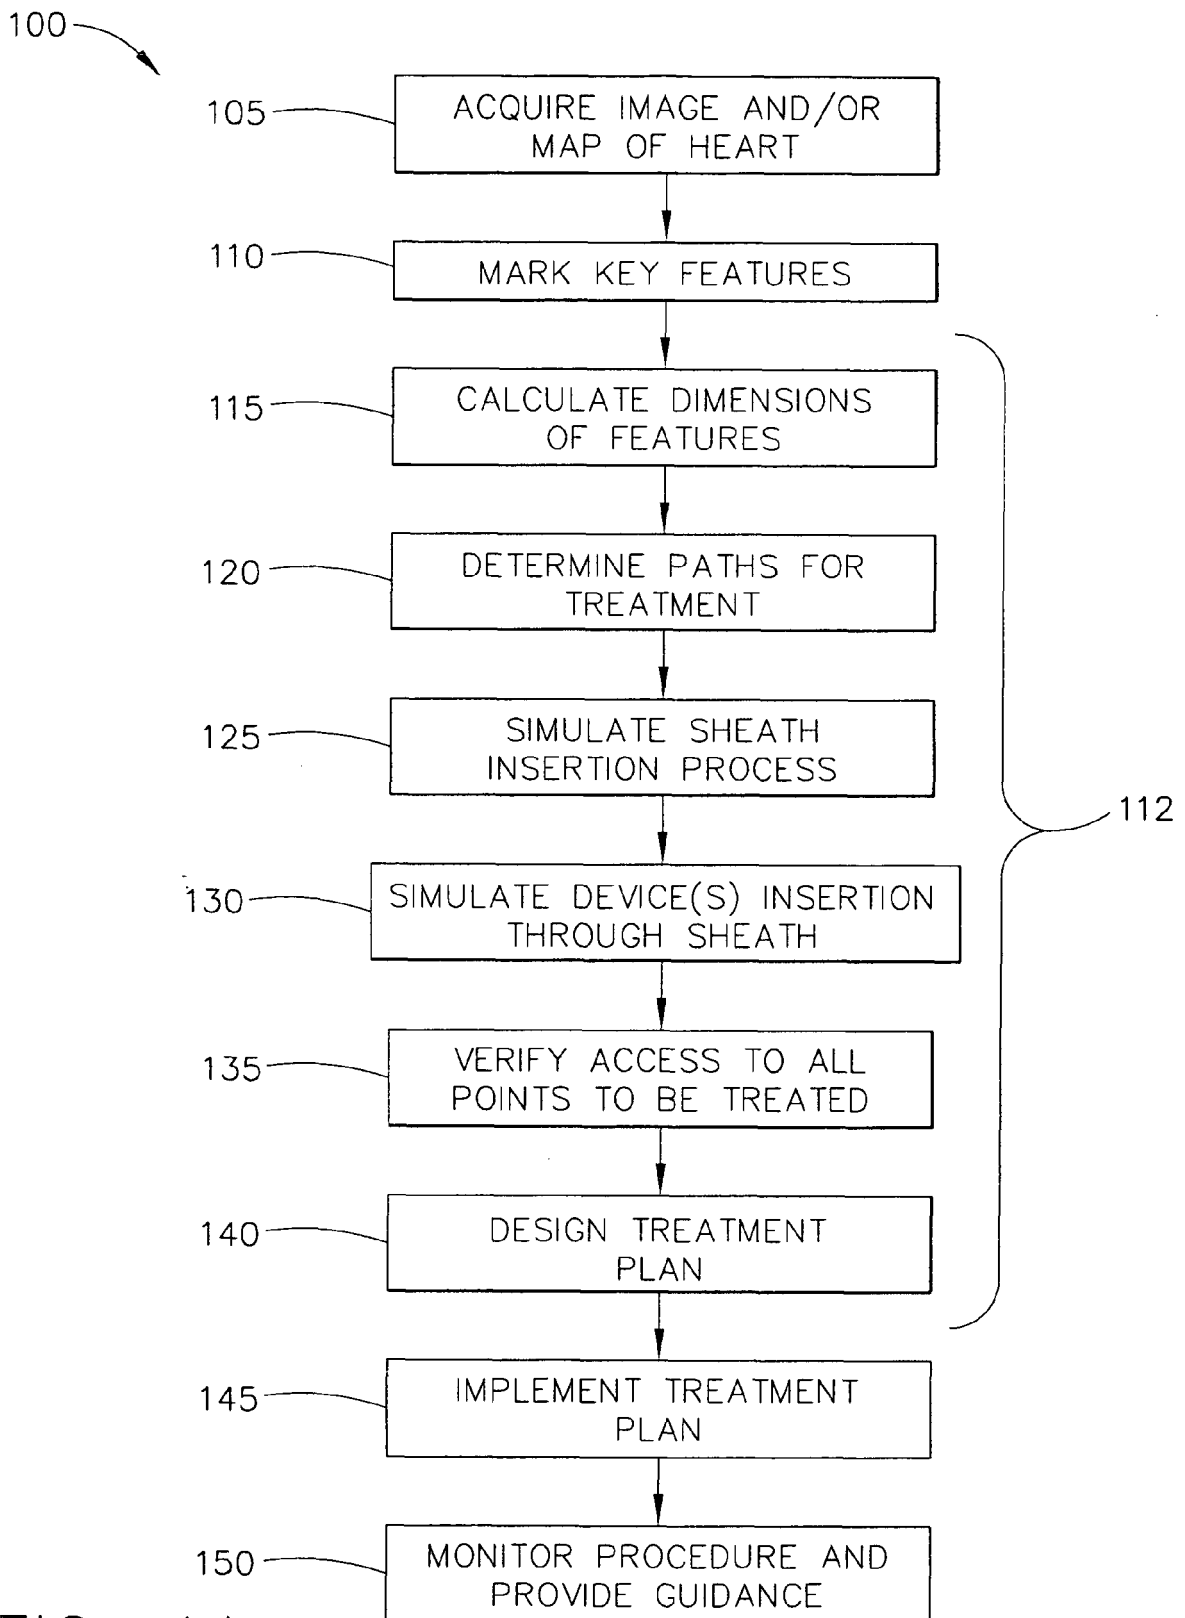 100
105
ACQUIRE IMAGE AND/OR
MAP OF HEART
110
MARK KEY FEATURES
115
CALCULATE DIMENSIONS
OF FEATURES
120
DETERMINE PATHS FOR
TREATMENT
125
SIMULATE SHEATH
INSERTION PROCESS
112
130
SIMULATE DEVICE(S) INSERTION
THROUGH SHEATH
135
VERIFY ACCESS TO ALL
POINTS TO BE TREATED
140
DESIGN TREATMENT
PLAN
145
IMPLEMENT TREATMENT
PLAN
150
MONITOR PROCEDURE AND
PROVIDE GUIDANCE